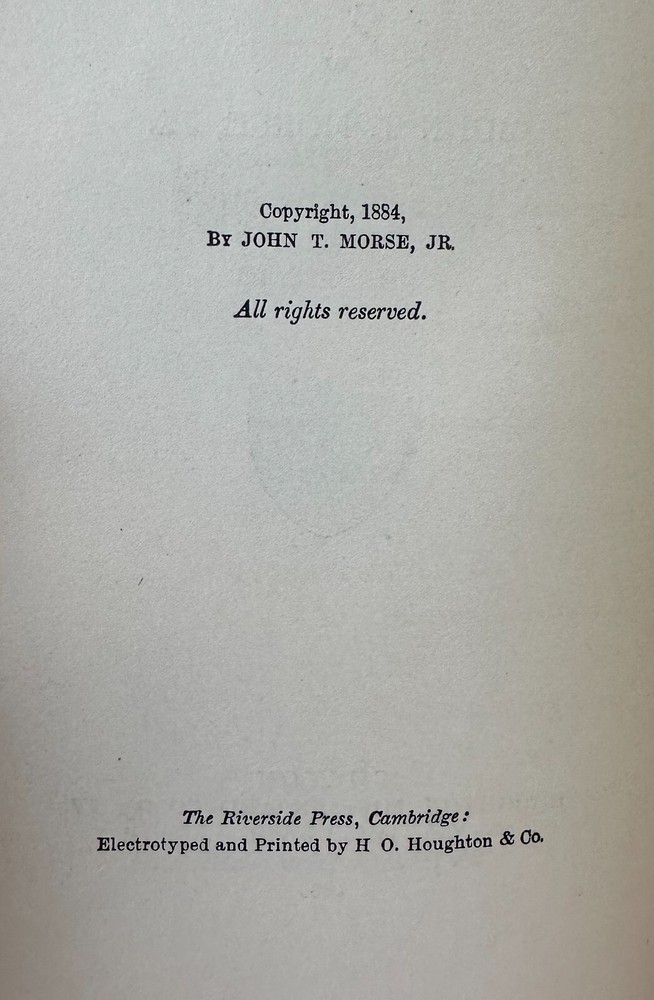 Copyright, 1884,
By JOHN T. MORSE, JR.
All rights reserved.
The Riverside Press, Cambridge:
Electrotyped and Printed by H O. Houghton & Co.